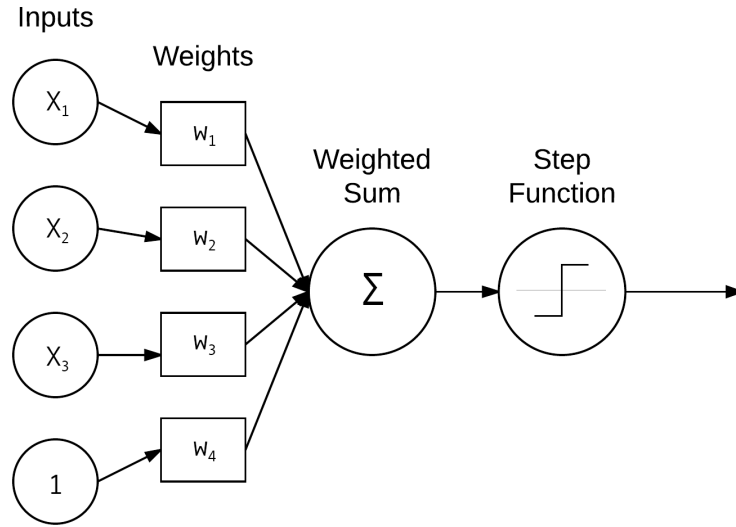 Inputs
Weights
X₁
w₁
X₂
w₂
X₃
w₃
1
w₄
Weighted
Sum
Σ
Step
Function